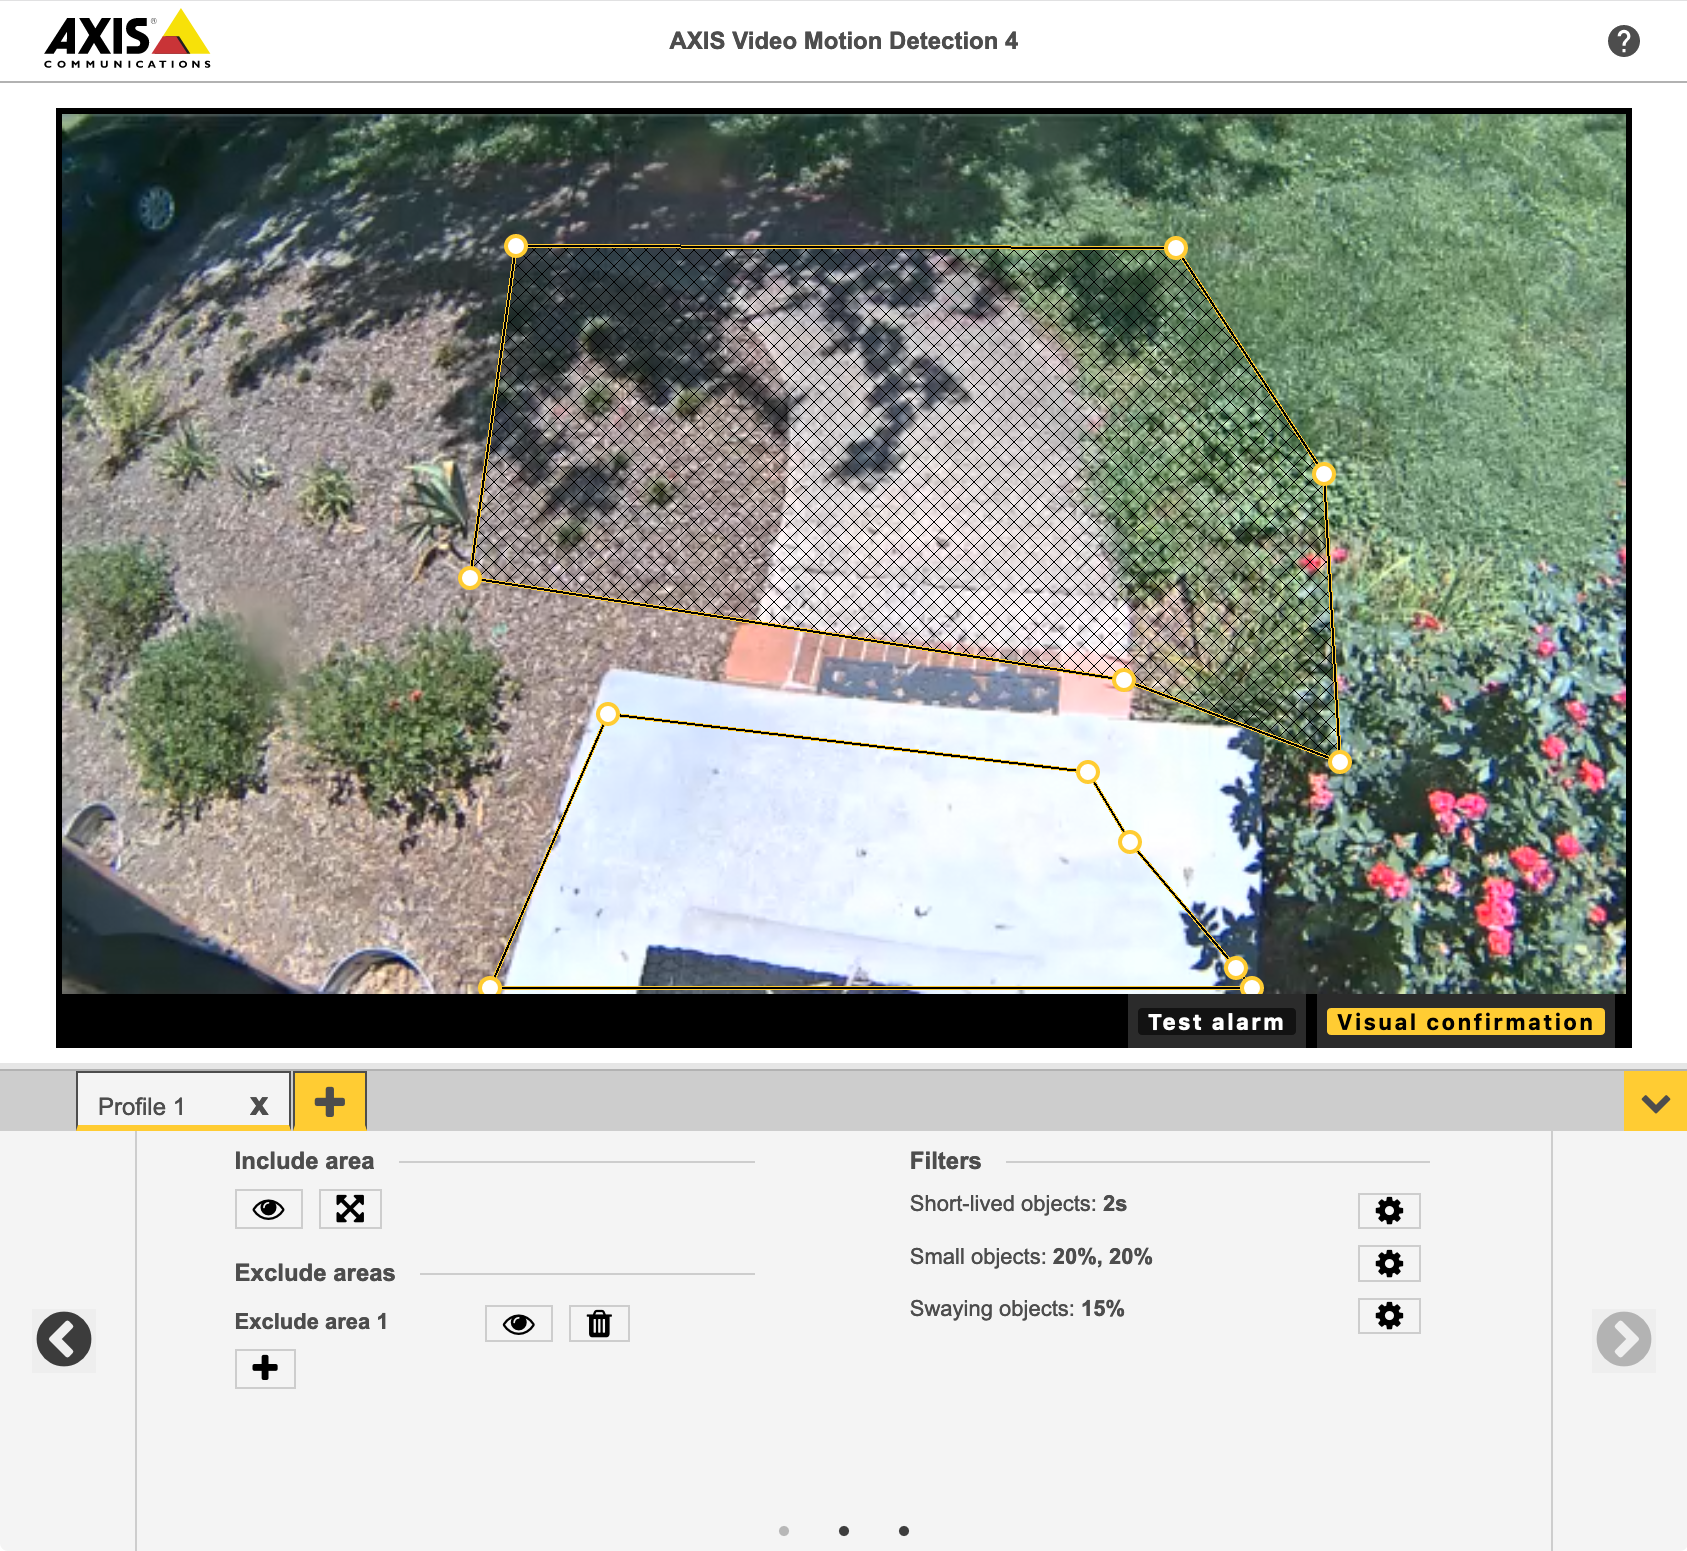 AXIS
COMMUNICATIONS
AXIS Video Motion Detection 4
?
Test alarm
Visual confirmation
Profile 1 X
Include area
Exclude areas
Exclude area 1
Filters
Short-lived objects: 2s
Small objects: 20%, 20%
Swaying objects: 15%